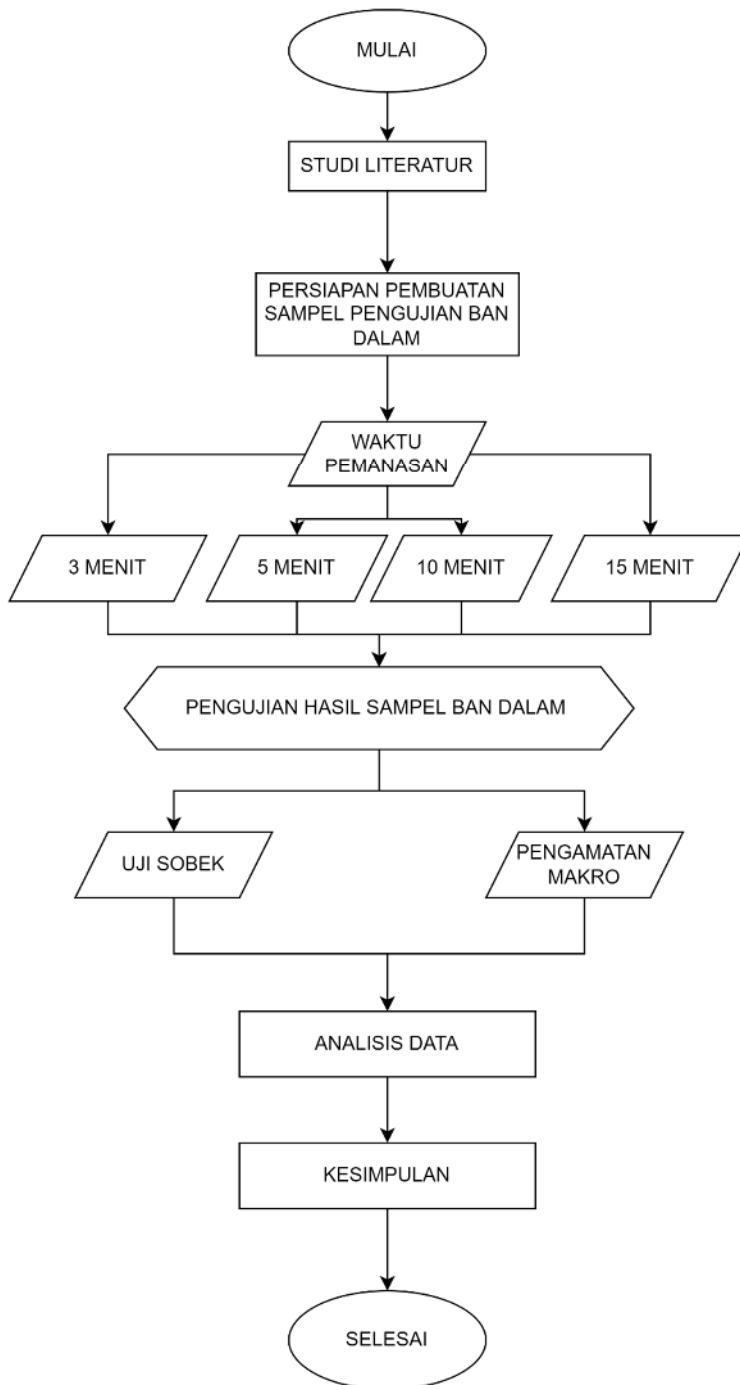 MULAI
STUDI LITERATUR
PERSIAPAN PEMBUATAN
SAMPEL PENGUJIAN BAN
DALAM
WAKTU
PEMANASAN
3 MENIT
5 MENIT
10 MENIT
15 MENIT
PENGUJIAN HASIL SAMPEL BAN DALAM
UJI SOBEK
PENGAMATAN
MAKRO
ANALISIS DATA
KESIMPULAN
SELESAI